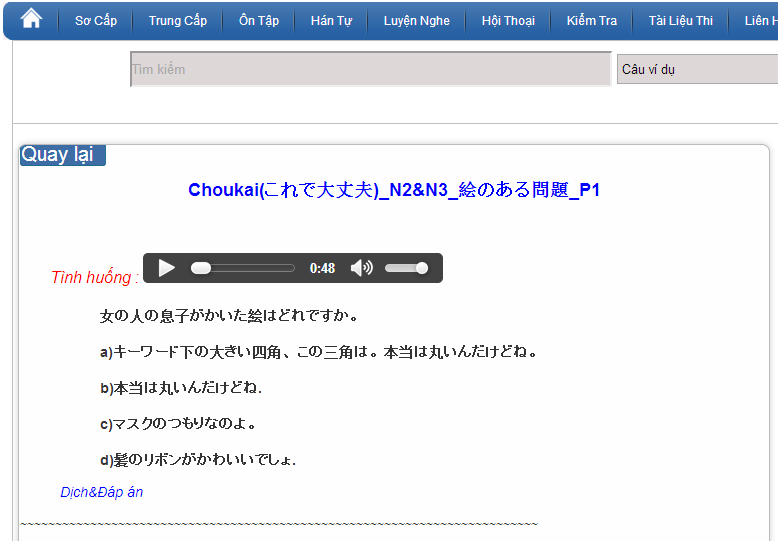 Sơ Cấp Trung Cấp Ôn Tập Hán Tự Luyện Nghe Hội Thoại Kiểm Tra Tài Liệu Thi Liên H
Tìm kiếm Câu ví dụ
Quay lại
Choukai(これで大丈夫)_N2&N3_絵のある問題_P1
Tình huống : 0:48
女の人の息子がかいた絵はどれですか。
a)キーワード下の大きい四角、この三角は。本当は丸いんだけどね。
b)本当は丸いんだけどね.
c)マスクのつもりなのよ。
d)髪のリボンがかわいいでしょ.
Dịch&Đáp án
~~~~~~~~~~~~~~~~~~~~~~~~~~~~~~~~~~~~~~~~~~~~~~~~~~~~~~~~~~~~~~~~~~~~~~~~~~